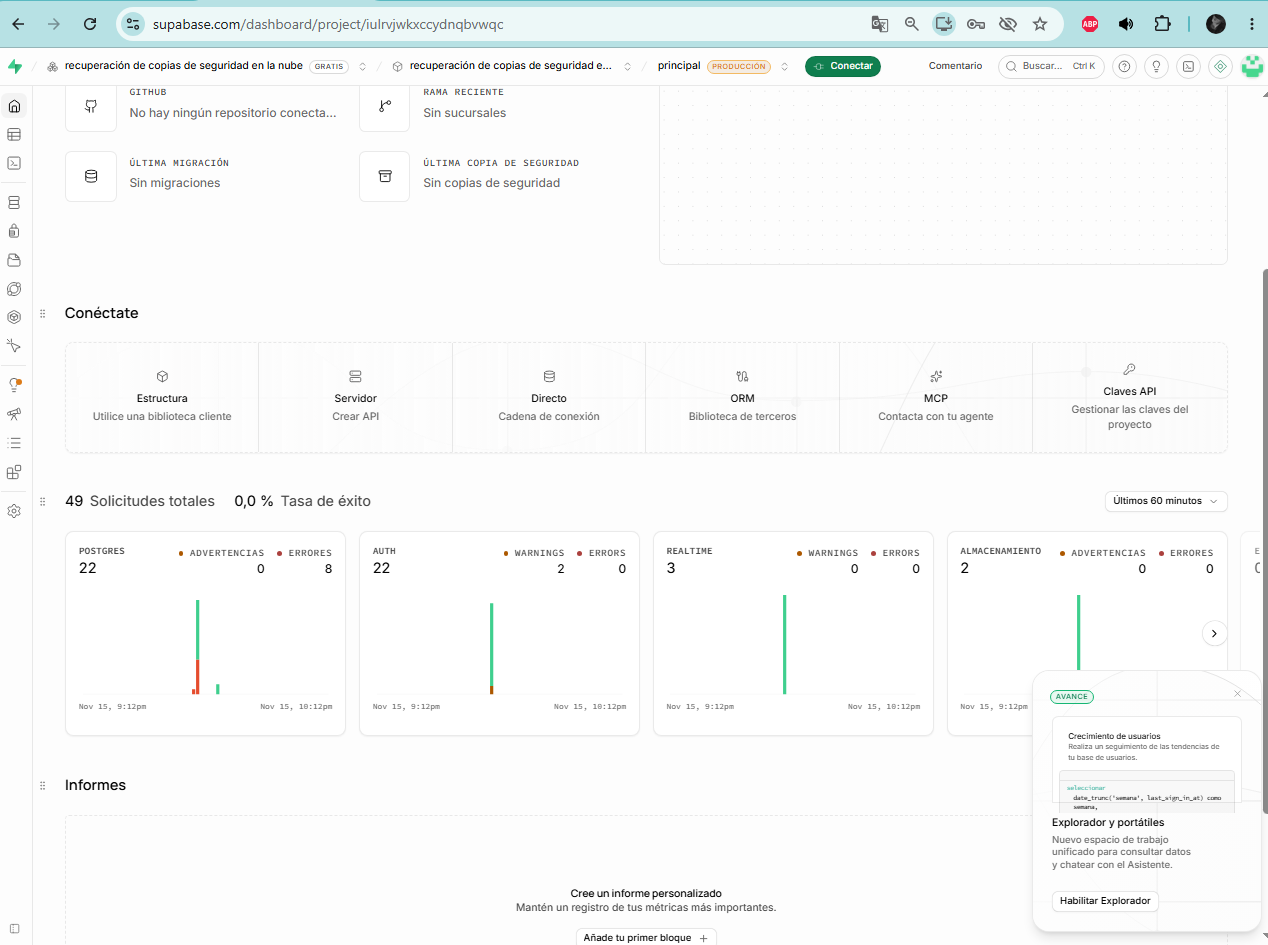 supabase.com/dashboard/project/iulrvjwkxccydnqbvwqc
ABP
recuperación de copias de seguridad en la nube GRATIS / recuperación de copias de seguridad e... / principal PRODUCCIÓN Conectar Comentario Buscar... Ctrl K
GITHUB
No hay ningún repositorio conecta...
RAMA RECIENTE
Sin sucursales
ÚLTIMA MIGRACIÓN
Sin migraciones
ÚLTIMA COPIA DE SEGURIDAD
Sin copias de seguridad
Conéctate
Estructura
Utilice una biblioteca cliente
Servidor
Crear API
Directo
Cadena de conexión
ORM
Biblioteca de terceros
MCP
Contacta con tu agente
Claves API
Gestionar las claves del
proyecto
49 Solicitudes totales 0,0 % Tasa de éxito
Últimos 60 minutos
POSTGRES ADVERTENCIAS ERRORES
22 0 8
Nov 15, 9:12pm Nov 15, 10:12pm
AUTH WARNINGS ERRORS
22 2 0
Nov 15, 9:12pm Nov 15, 10:12pm
REALTIME WARNINGS ERRORS
3 0 0
Nov 15, 9:12pm Nov 15, 10:12pm
ALMACENAMIENTO ADVERTENCIAS ERRORES
2 0 0
Nov 15, 9:12pm
AVANCE
Crecimiento de usuarios
Realiza un seguimiento de las tendencias de
tu base de usuarios.
seleccionar
date_trunc('semana', last_sign_in_at) como
semana,
Explorador y portátiles
Nuevo espacio de trabajo
unificado para consultar datos
y chatear con el Asistente.
Habilitar Explorador
Informes
Cree un informe personalizado
Mantén un registro de tus métricas más importantes.
Añade tu primer bloque +